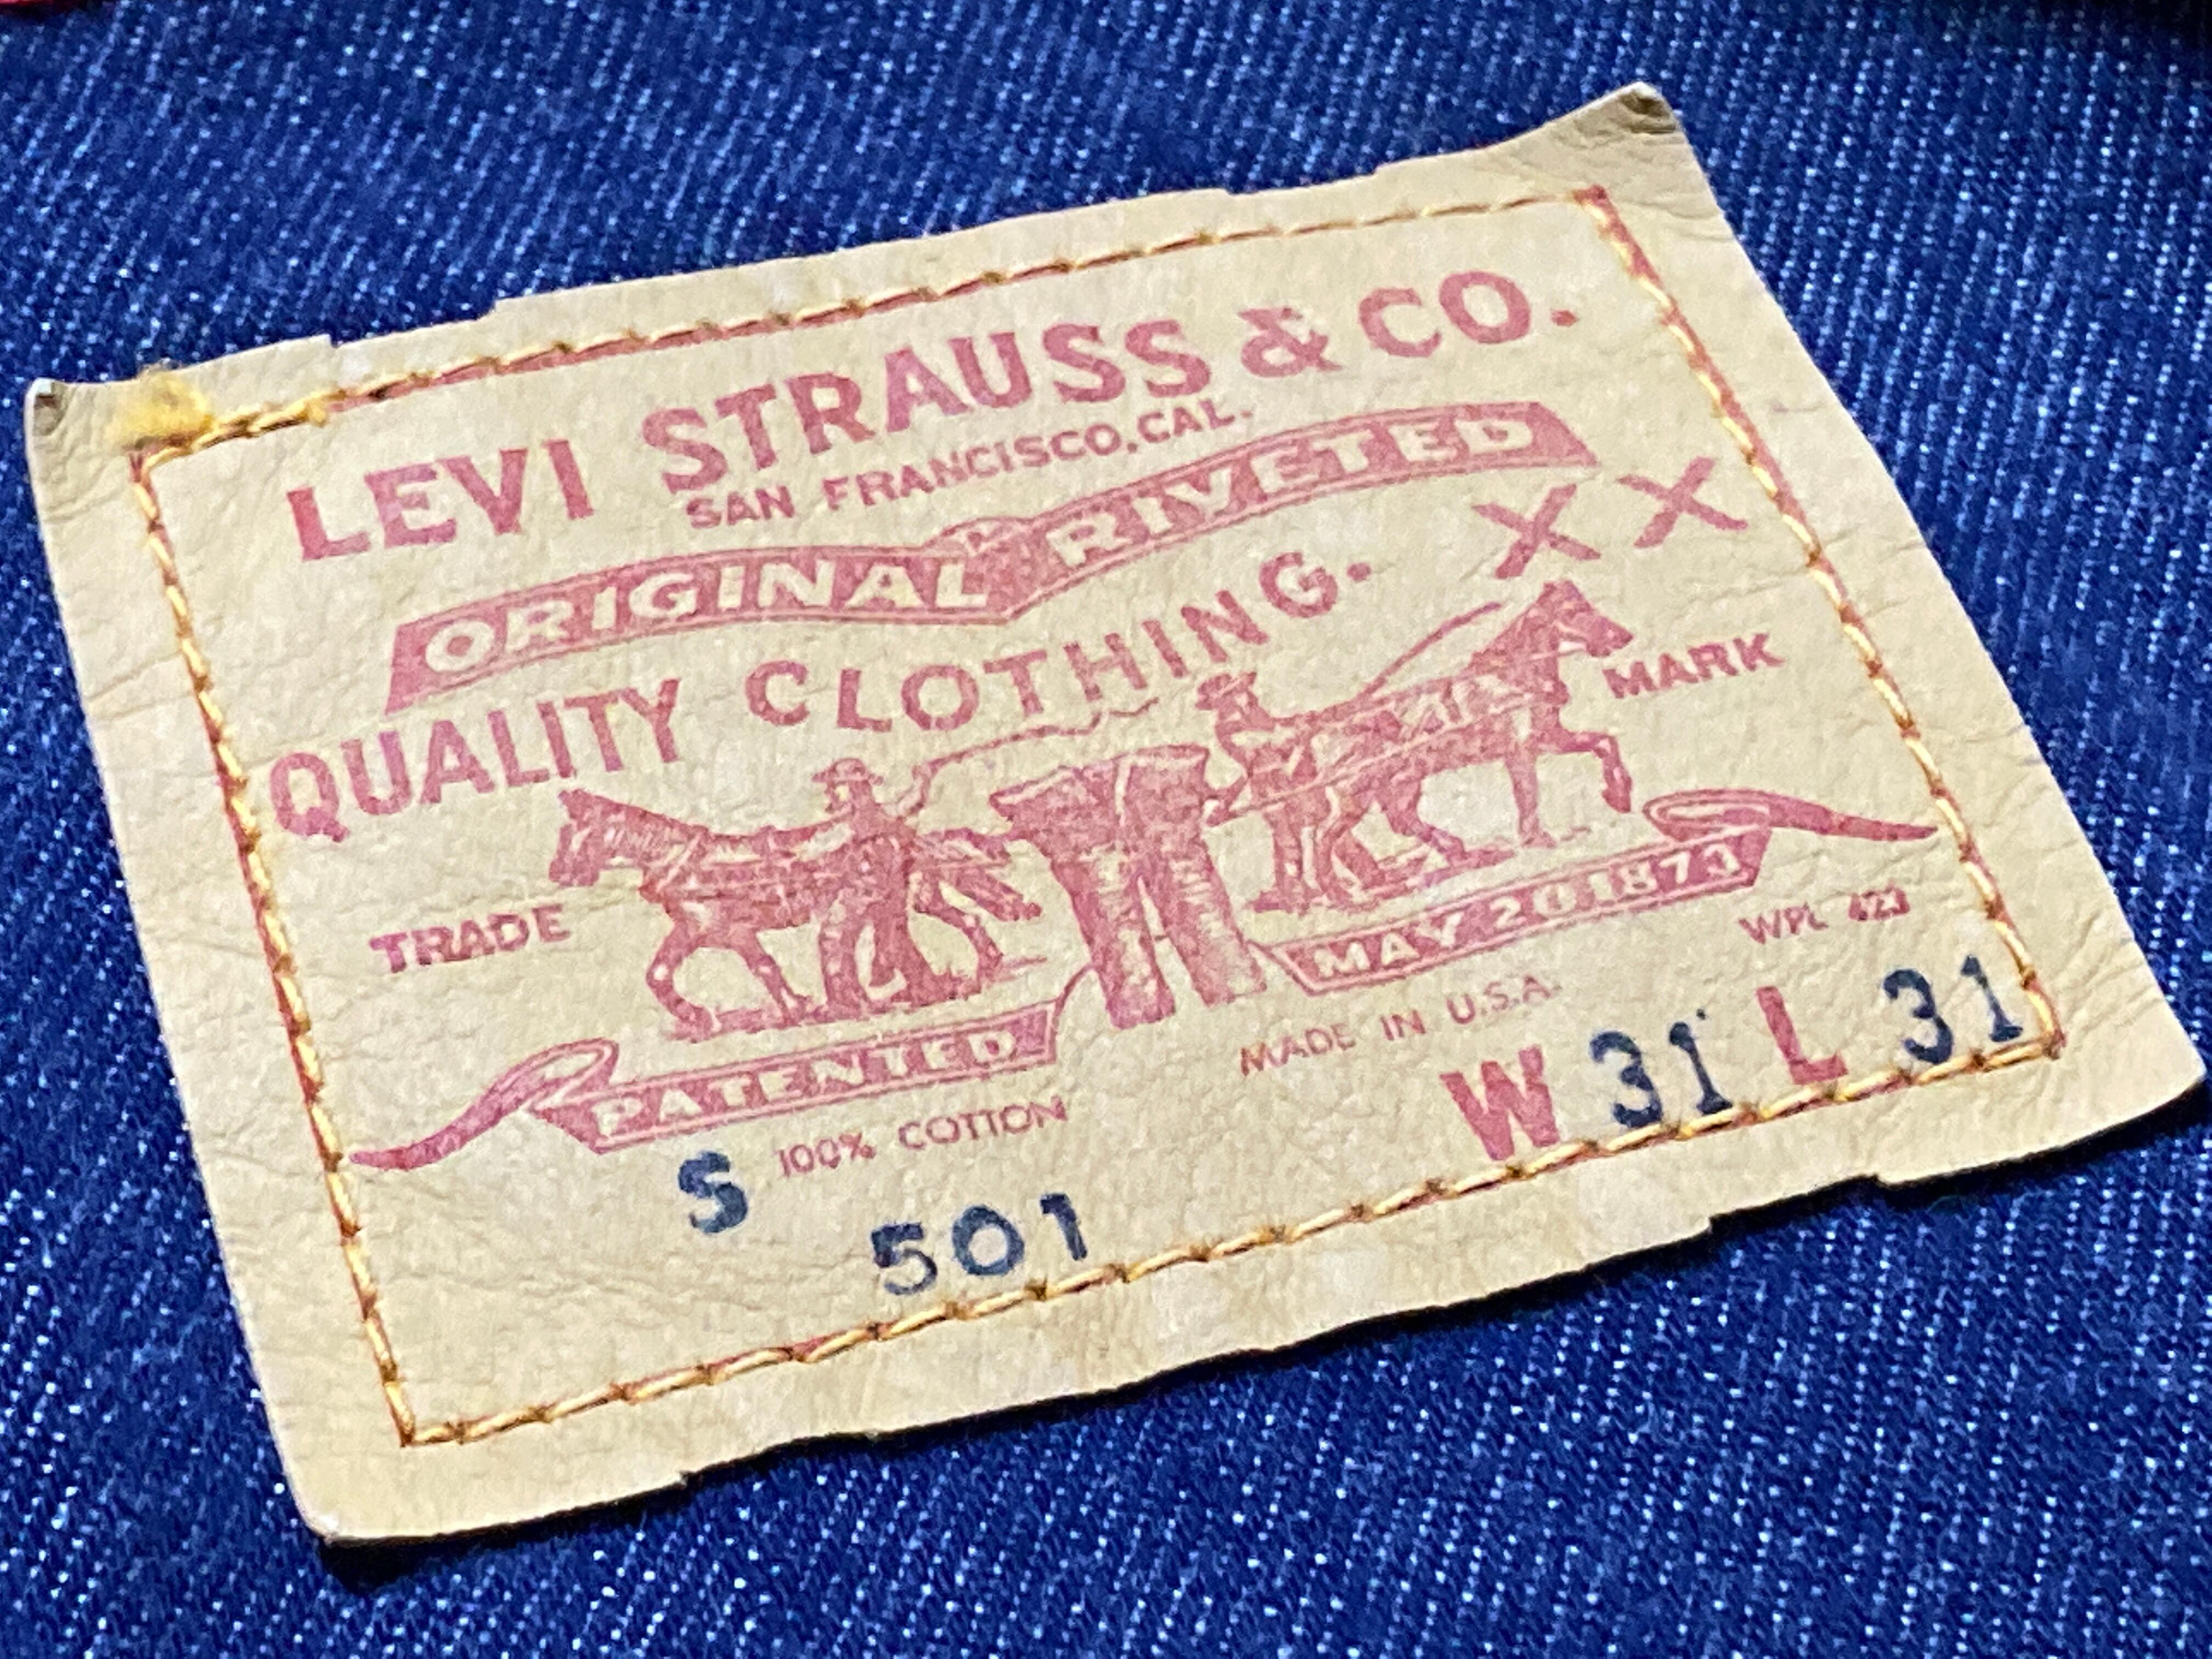 LEVI STRAUSS & CO.
SAN FRANCISCO, CAL.
ORIGINAL RIVETED
QUALITY CLOTHING.
XX
TRADE MARK
PATENTED
MAY 20 1873
WPL 423
100% COTTON
MADE IN U.S.A.
S
501
W 31 L 31